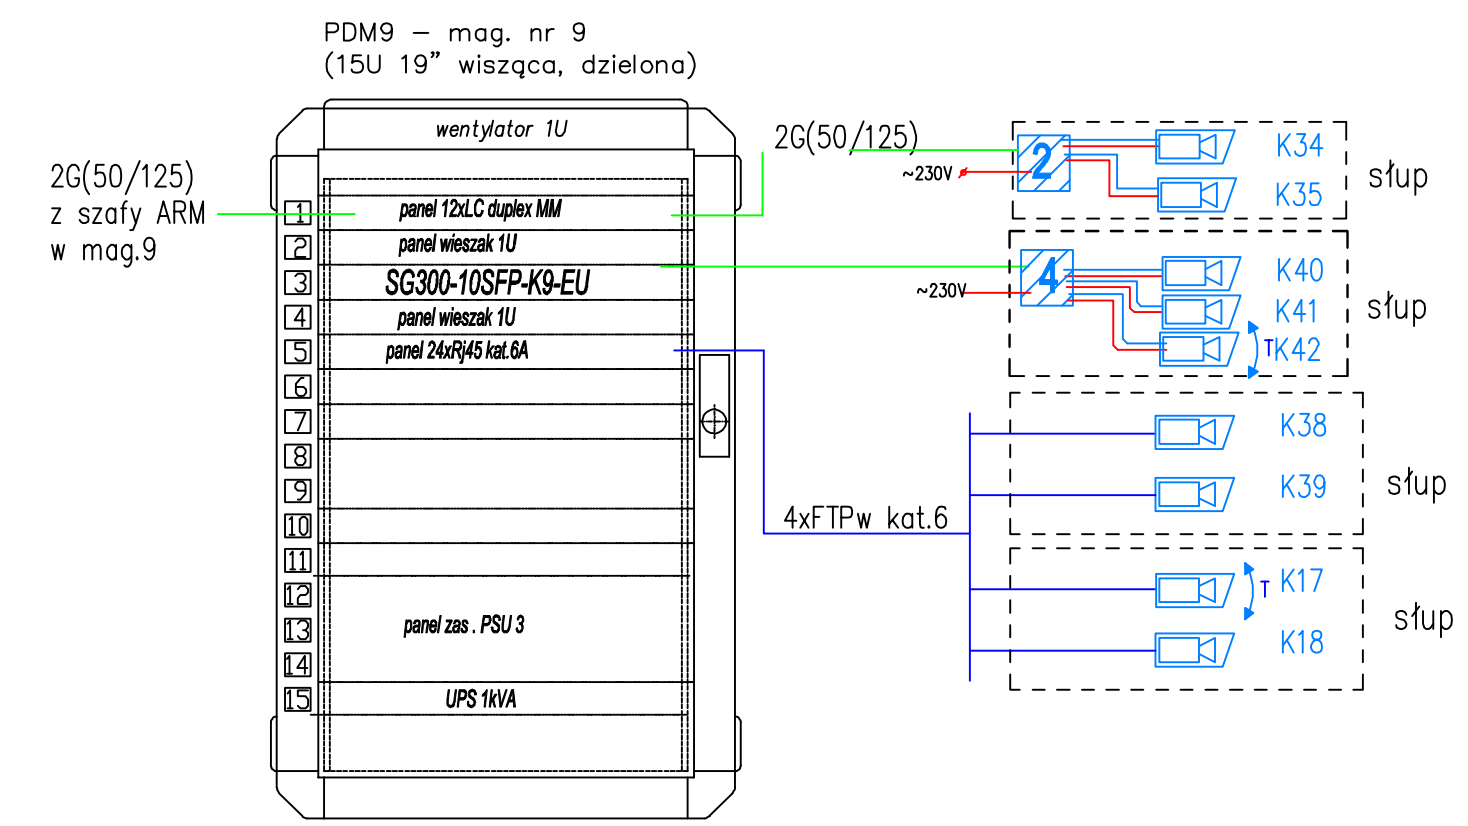 PDM9 – mag. nr 9
(15U 19” wisząca, dzielona)
wentylator 1U
2G(50/125)
z szafy ARM
w mag.9
1
panel 12xLC duplex MM
2
panel wieszak 1U
3
SG300-10SFP-K9-EU
4
panel wieszak 1U
5
panel 24xRj45 kat.6A
6
7
8
9
10
11
12
13
panel zas . PSU 3
14
15
UPS 1kVA
2G(50/125)
~230V
2
K34
K35
słup
~230V
4
K40
K41
T
K42
słup
4xFTPw kat.6
K38
K39
słup
T
K17
K18
słup